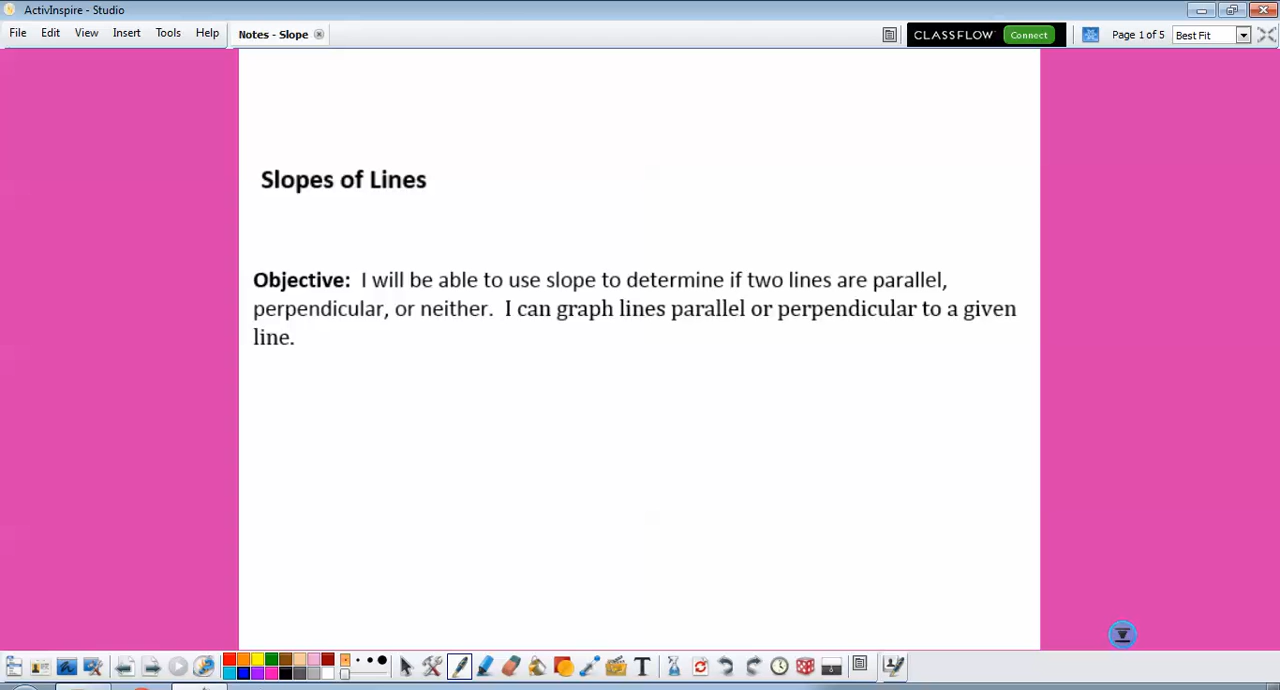 ActivInspire - Studio
File Edit View Insert Tools Help Notes - Slope CLASSFLOW Connect Page 1 of 5 Best Fit
Slopes of Lines
Objective: I will be able to use slope to determine if two lines are parallel,
perpendicular, or neither. I can graph lines parallel or perpendicular to a given
line.
T